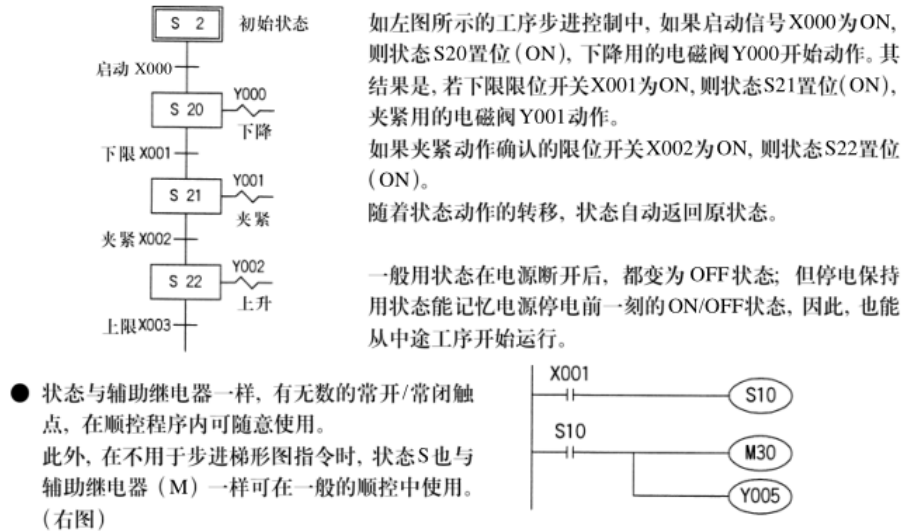 S 2 初始状态
启动 X000
S 20 Y000
下降
下限 X001
S 21 Y001
夹紧
夹紧 X002
S 22 Y002
上升
上限X003
如左图所示的工序步进控制中, 如果启动信号X000为ON,
则状态S20置位 (ON), 下降用的电磁阀Y000开始动作。其
结果是, 若下限限位开关X001为ON, 则状态S21置位(ON),
夹紧用的电磁阀Y001动作。
如果夹紧动作确认的限位开关X002为ON, 则状态S22置位
(ON)。
随着状态动作的转移, 状态自动返回原状态。
一般用状态在电源断开后, 都变为 OFF 状态; 但停电保持
用状态能记忆电源停电前一刻的ON/OFF状态, 因此, 也能
从中途工序开始运行。
● 状态与辅助继电器一样, 有无数的常开/常闭触
点, 在顺控程序内可随意使用。
此外, 在不用于步进梯形图指令时, 状态S也与
辅助继电器 (M) 一样可在一般的顺控中使用。
(右图)
X001
S10
S10
M30
Y005